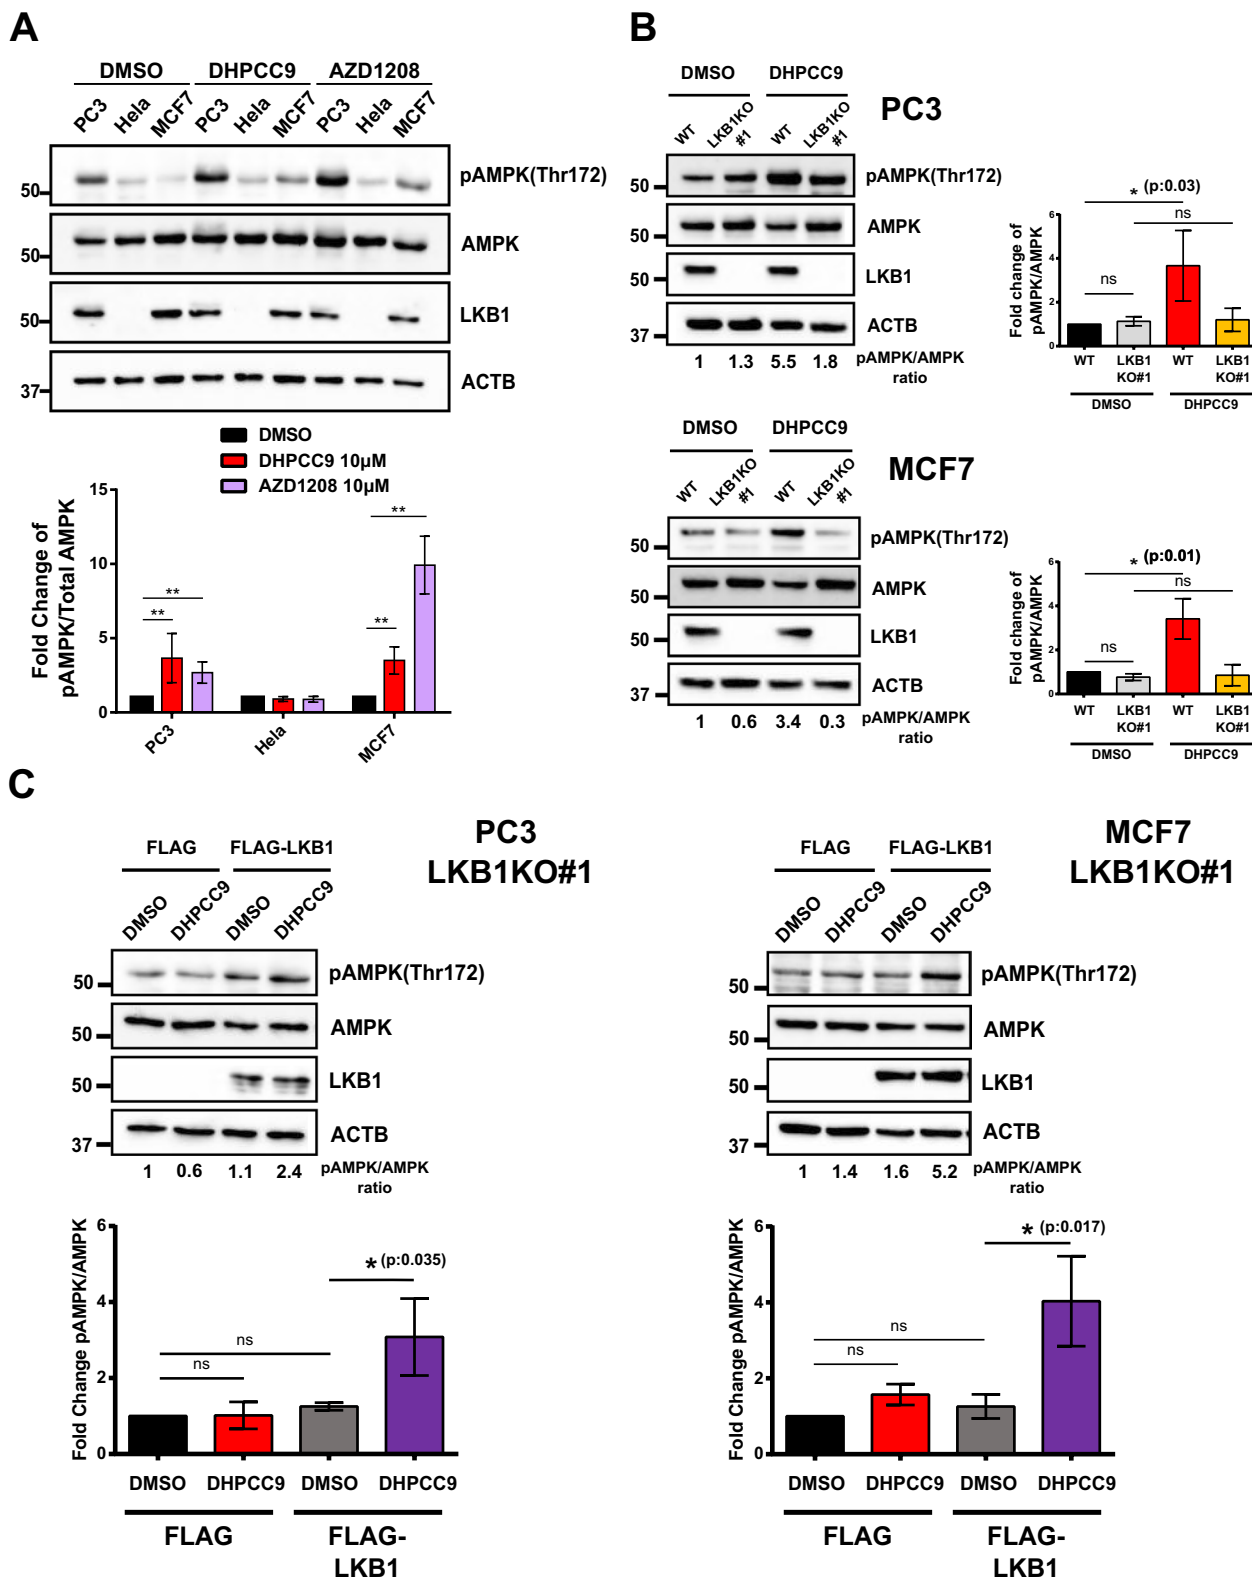 A
DMSO DHPCC9 AZD1208
PC3 Hela MCF7 PC3 Hela MCF7 PC3 Hela MCF7
50 pAMPK(Thr172)
50 AMPK
50 LKB1
37 ACTB
DMSO
DHPCC9 10µM
AZD1208 10µM
Fold Change of
pAMPK/Total AMPK
15
10
5
0
** ** ** **
PC3 Hela MCF7
B
DMSO DHPCC9
PC3
WT LKB1KO #1 WT LKB1KO #1
50 pAMPK(Thr172)
50 AMPK
50 LKB1
37 ACTB
1 1.3 5.5 1.8 pAMPK/AMPK
ratio
Fold change of
pAMPK/AMPK
6
4
2
0
* (p:0.03)
ns
ns
WT LKB1 WT LKB1
KO#1 KO#1
DMSO DHPCC9
DMSO DHPCC9
MCF7
WT LKB1KO #1 WT LKB1KO #1
50 pAMPK(Thr172)
50 AMPK
50 LKB1
37 ACTB
1 0.6 3.4 0.3 pAMPK/AMPK
ratio
Fold change of
pAMPK/AMPK
6
4
2
0
* (p:0.01)
ns
ns
WT LKB1 WT LKB1
KO#1 KO#1
DMSO DHPCC9
C
PC3
LKB1KO#1
FLAG FLAG-LKB1
DMSO DHPCC9 DMSO DHPCC9
50 pAMPK(Thr172)
50 AMPK
50 LKB1
37 ACTB
1 0.6 1.1 2.4 pAMPK/AMPK
ratio
Fold Change pAMPK/AMPK
6
4
2
0
* (p:0.035)
ns
ns
DMSO DHPCC9 DMSO DHPCC9
FLAG FLAG-
LKB1
MCF7
LKB1KO#1
FLAG FLAG-LKB1
DMSO DHPCC9 DMSO DHPCC9
50 pAMPK(Thr172)
50 AMPK
50 LKB1
37 ACTB
1 1.4 1.6 5.2 pAMPK/AMPK
ratio
Fold Change pAMPK/AMPK
6
4
2
0
* (p:0.017)
ns
ns
DMSO DHPCC9 DMSO DHPCC9
FLAG FLAG-
LKB1